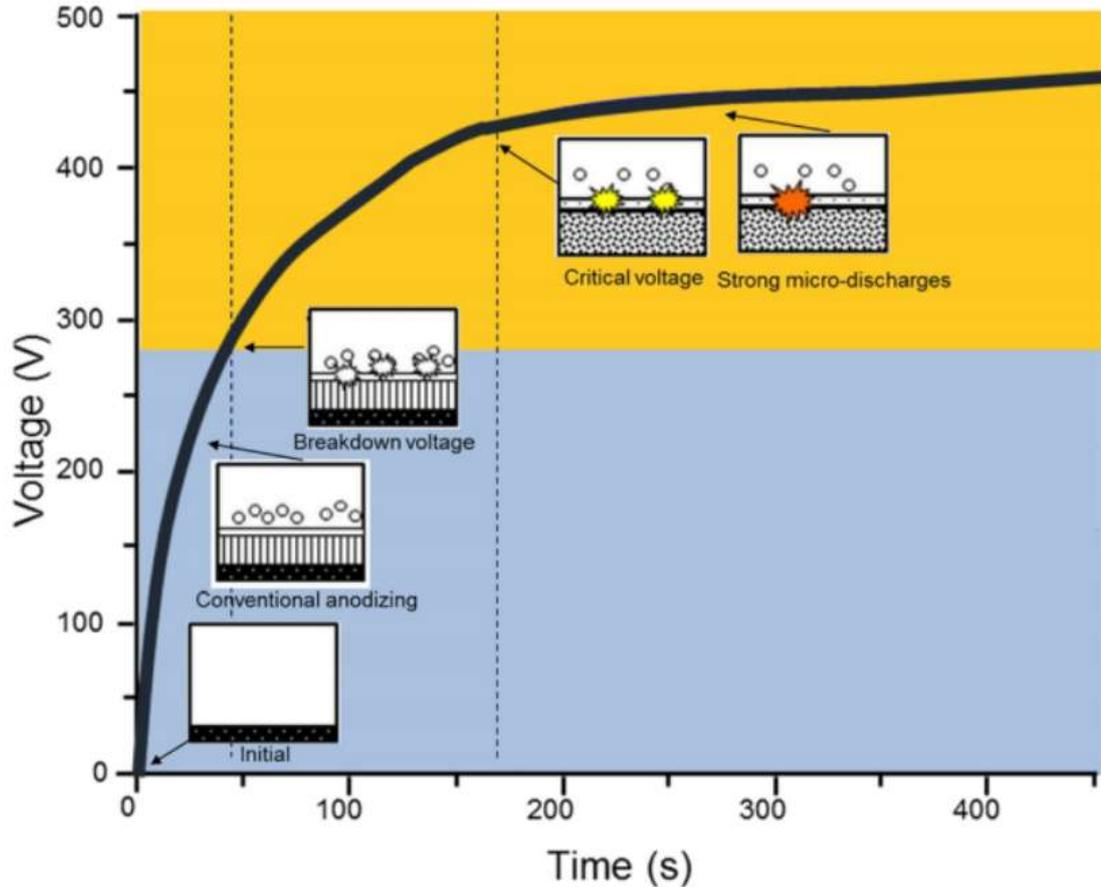 500
400
300
200
100
0
Voltage (V)
Critical voltage
Strong micro-discharges
Breakdown voltage
Conventional anodizing
Initial
0
100
200
300
400
Time (s)